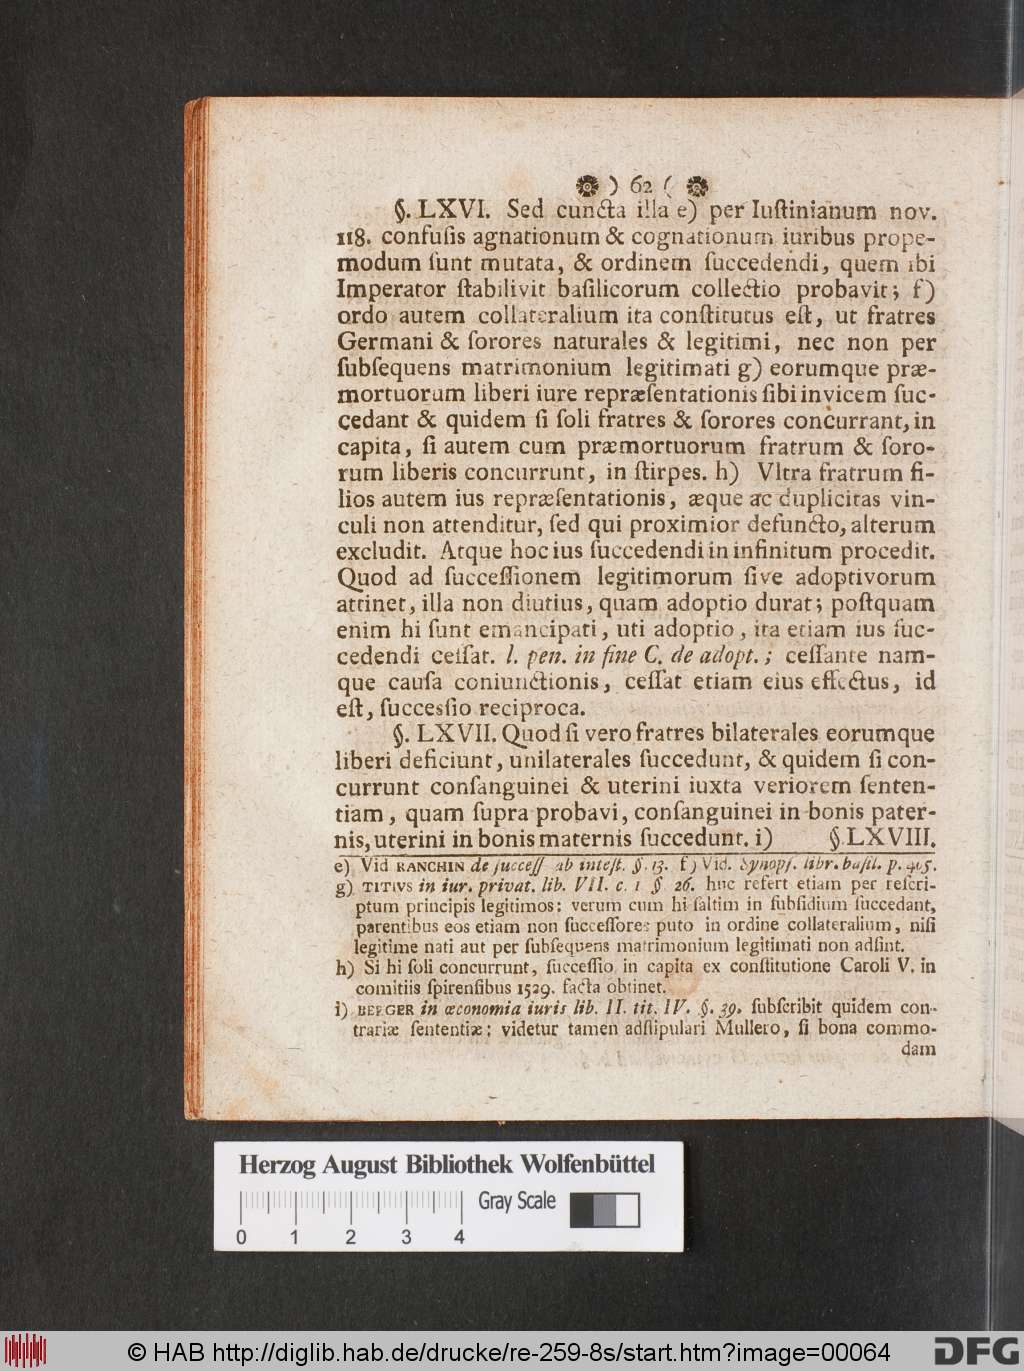 ) 62 (
§. LXVI. Sed cuncta illa e) per Iuſtinianum nov.
118. confuſis agnationum & cognationum iuribus prope-
modum ſunt mutata, & ordinem ſuccedendi, quem ibi
Imperator ſtabilivit baſilicorum collectio probavit; f)
ordo autem collateralium ita conſtitutus eſt, ut fratres
Germani & ſorores naturales & legitimi, nec non per
ſubſequens matrimonium legitimati g) eorumque præ-
mortuorum liberi iure repræſentationis ſibi invicem ſuc-
cedant & quidem ſi ſoli fratres & ſorores concurrant, in
capita, ſi autem cum præmortuorum fratrum & ſoro-
rum liberis concurrunt, in ſtirpes. h) Vltra fratrum fi-
lios autem ius repræſentationis, æque ac duplicitas vin-
culi non attenditur, ſed qui proximior defuncto, alterum
excludit. Atque hoc ius ſuccedendi in infinitum procedit.
Quod ad ſucceſſionem legitimorum ſive adoptivorum
attinet, illa non diutius, quam adoptio durat; poſtquam
enim hi ſunt emancipati, uti adoptio, ita etiam ius ſuc-
cedendi ceſſat. l. pen. in fine C. de adopt.; ceſſante nam-
que cauſa coniunctionis, ceſſat etiam eius effectus, id
eſt, ſuccesſio reciproca.
§. LXVII. Quod ſi vero fratres bilaterales eorumque
liberi deficiunt, unilaterales ſuccedunt, & quidem ſi con-
currunt conſanguinei & uterini iuxta veriorem ſenten-
tiam, quam ſupra probavi, conſanguinei in bonis pater-
nis, uterini in bonis maternis ſuccedunt. i) §. LXVIII.
e) Vid RANCHIN de ſucceſſ ab inteſt. §. 13. f) Vid. Synopſ. libr. baſil. p. 405.
g) TITIVS in iur. privat. lib. VII. c. 1 § 26. huc refert etiam per reſcri-
ptum principis legitimos: verum cum hi ſaltim in ſubſidium ſuccedant,
parentibus eos etiam non ſucceſſores puto in ordine collateralium, niſi
legitime nati aut per ſubſequens matrimonium legitimati non adſint.
h) Si hi ſoli concurrunt, ſucceſſio in capita ex conſtitutione Caroli V. in
comitiis ſpirenſibus 1529. facta obtinet.
i) BERGER in œconomia iuris lib. II. tit. IV. §. 39. ſubſcribit quidem con-
trariæ ſententiæ; videtur tamen adſtipulari Mullero, ſi bona commo-
dam
Herzog August Bibliothek Wolfenbüttel
Gray Scale
0 1 2 3 4
© HAB http://diglib.hab.de/drucke/re-259-8s/start.htm?image=00064
DFG